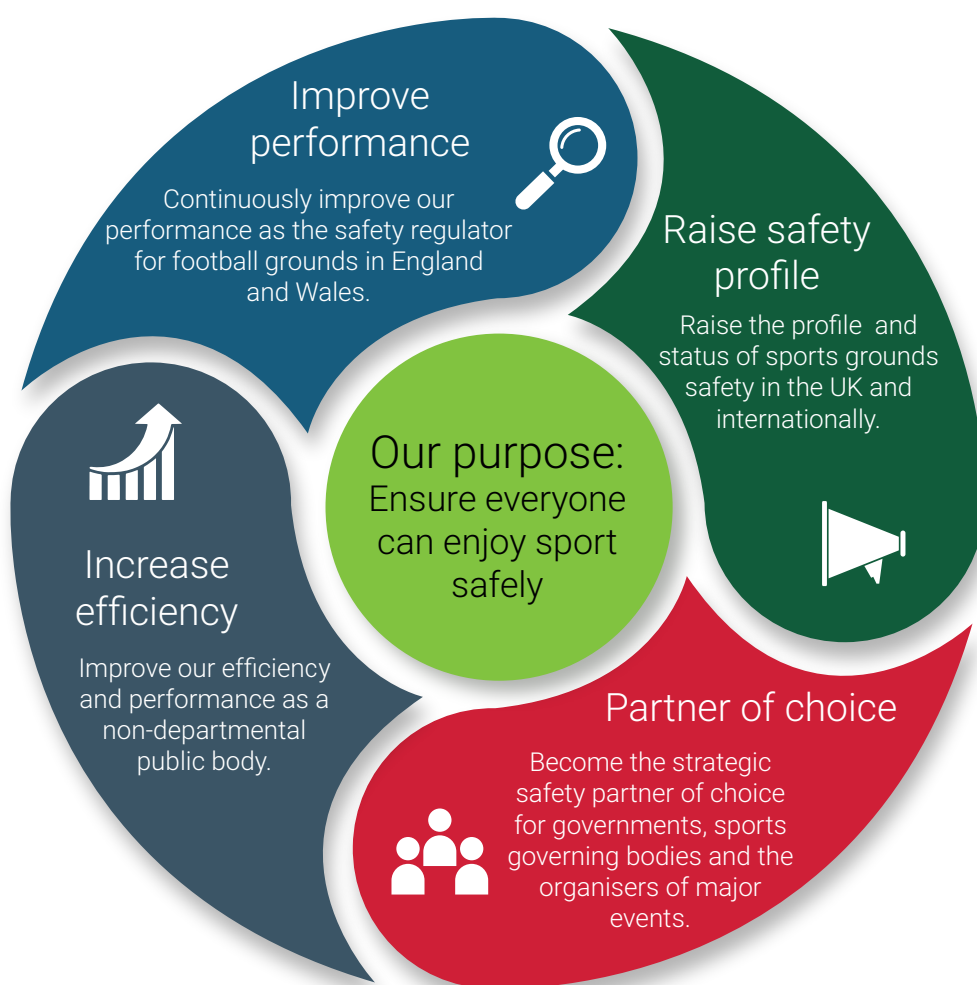 Improve
performance
Continuously improve our
performance as the safety regulator
for football grounds in England
and Wales.
Raise safety
profile
Raise the profile and
status of sports grounds
safety in the UK and
internationally.
Our purpose:
Ensure everyone
can enjoy sport
safely
Increase
efficiency
Improve our efficiency
and performance as a
non-departmental
public body.
Partner of choice
Become the strategic
safety partner of choice
for governments, sports
governing bodies and the
organisers of major
events.